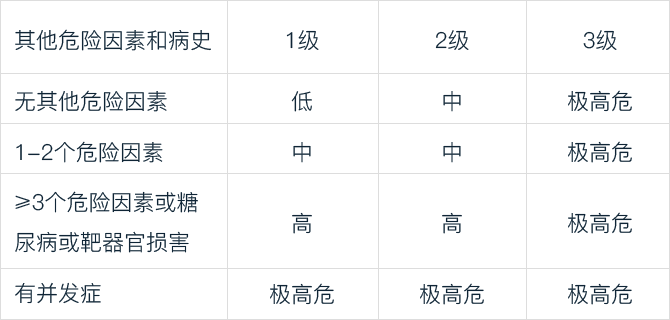 其他危险因素和病史 1级 2级 3级
无其他危险因素 低 中 极高危
1-2个危险因素 中 中 极高危
≥3个危险因素或糖
尿病或靶器官损害 高 高 极高危
有并发症 极高危 极高危 极高危